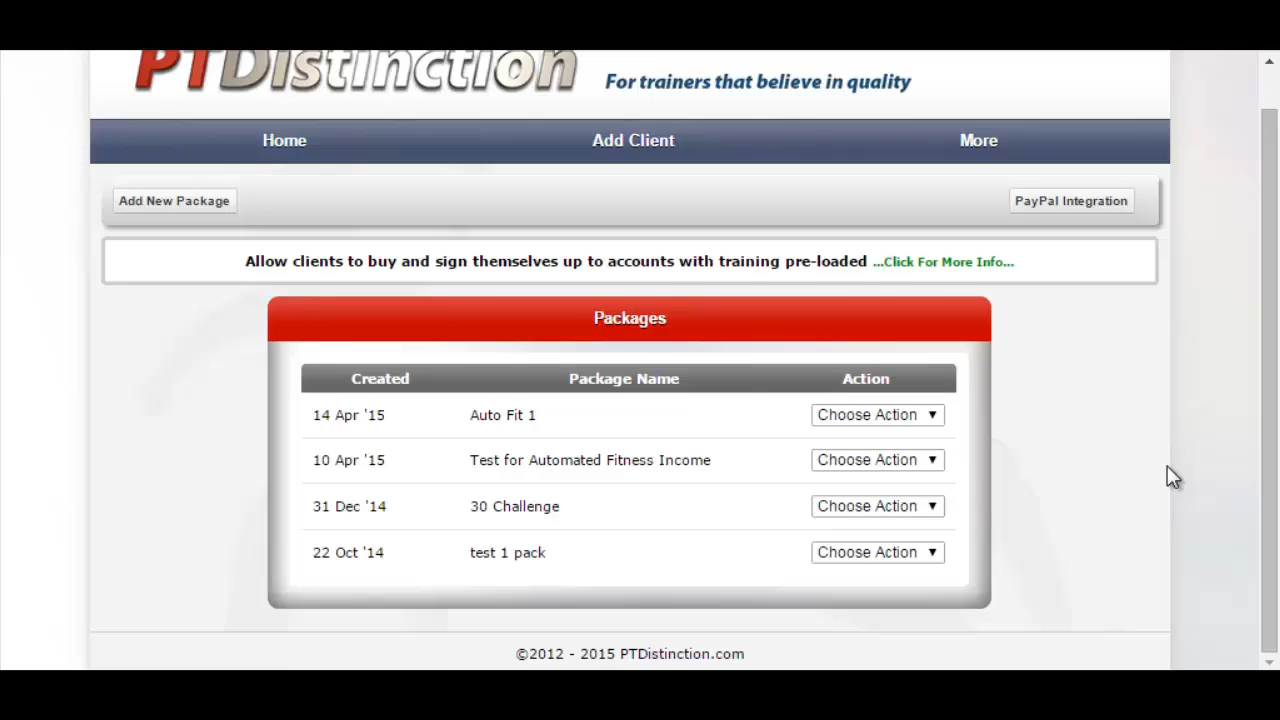 PTDistinction
For trainers that believe in quality
Home Add Client More
Add New Package PayPal Integration
Allow clients to buy and sign themselves up to accounts with training pre-loaded ...Click For More Info...
Packages
Created Package Name Action
14 Apr '15 Auto Fit 1 Choose Action
10 Apr '15 Test for Automated Fitness Income Choose Action
31 Dec '14 30 Challenge Choose Action
22 Oct '14 test 1 pack Choose Action
©2012 - 2015 PTDistinction.com